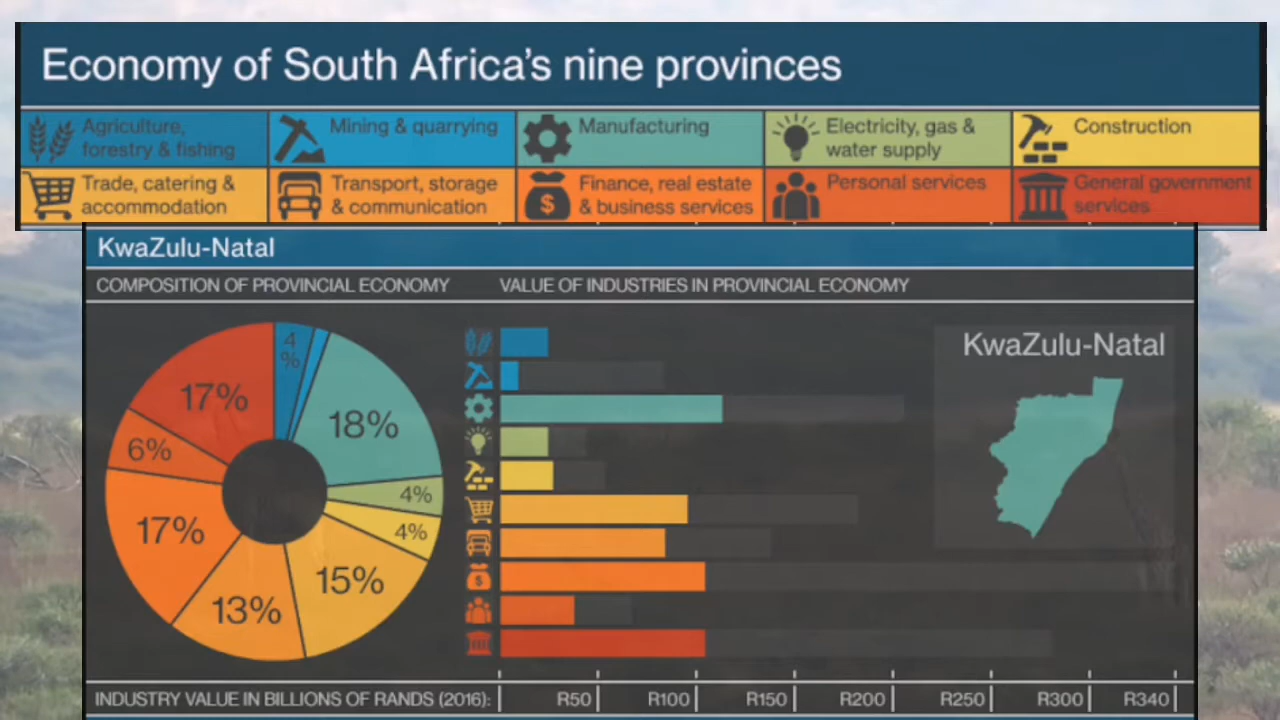 Economy of South Africa's nine provinces
Agriculture,
forestry & fishing
Mining & quarrying
Manufacturing
Electricity, gas &
water supply
Construction
Trade, catering &
accommodation
Transport, storage
& communication
Finance, real estate
& business services
Personal services
General government
services
KwaZulu-Natal
COMPOSITION OF PROVINCIAL ECONOMY
VALUE OF INDUSTRIES IN PROVINCIAL ECONOMY
4
%
18%
4%
4%
15%
13%
17%
6%
17%
$
$
KwaZulu-Natal
INDUSTRY VALUE IN BILLIONS OF RANDS (2016):
R50
R100
R150
R200
R250
R300
R340